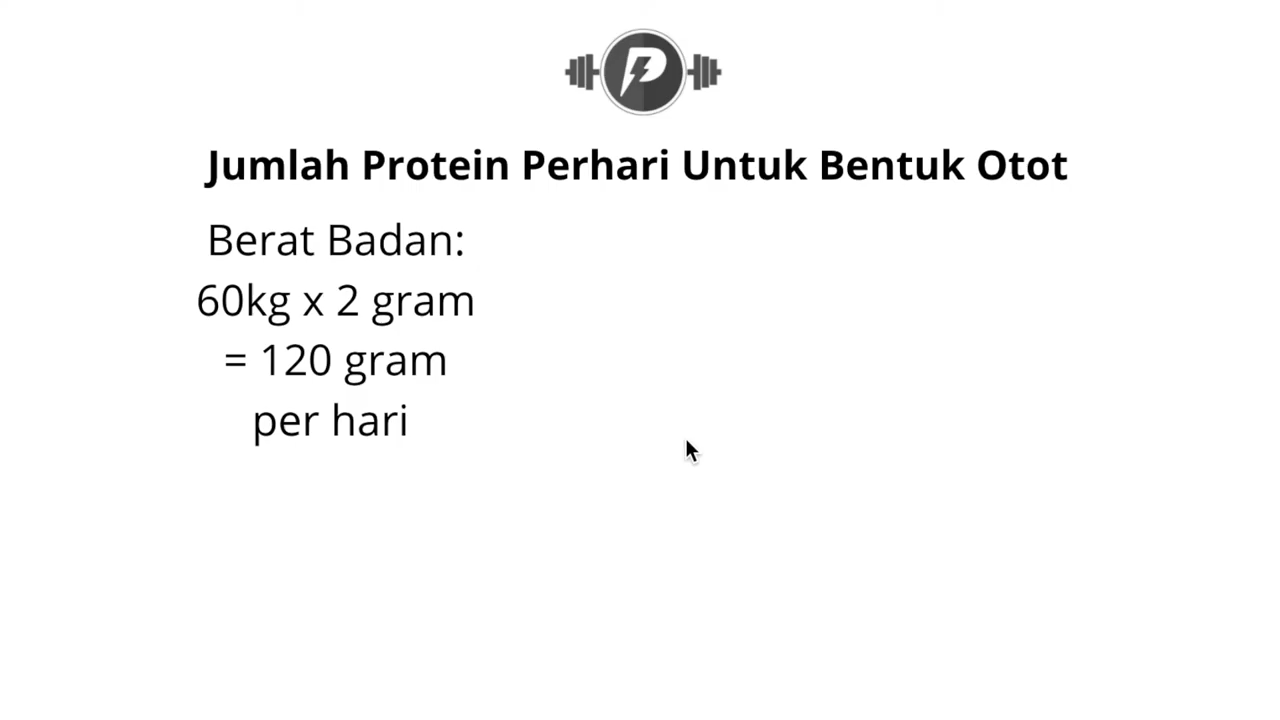 Jumlah Protein Perhari Untuk Bentuk Otot
Berat Badan:
60kg x 2 gram
= 120 gram
per hari